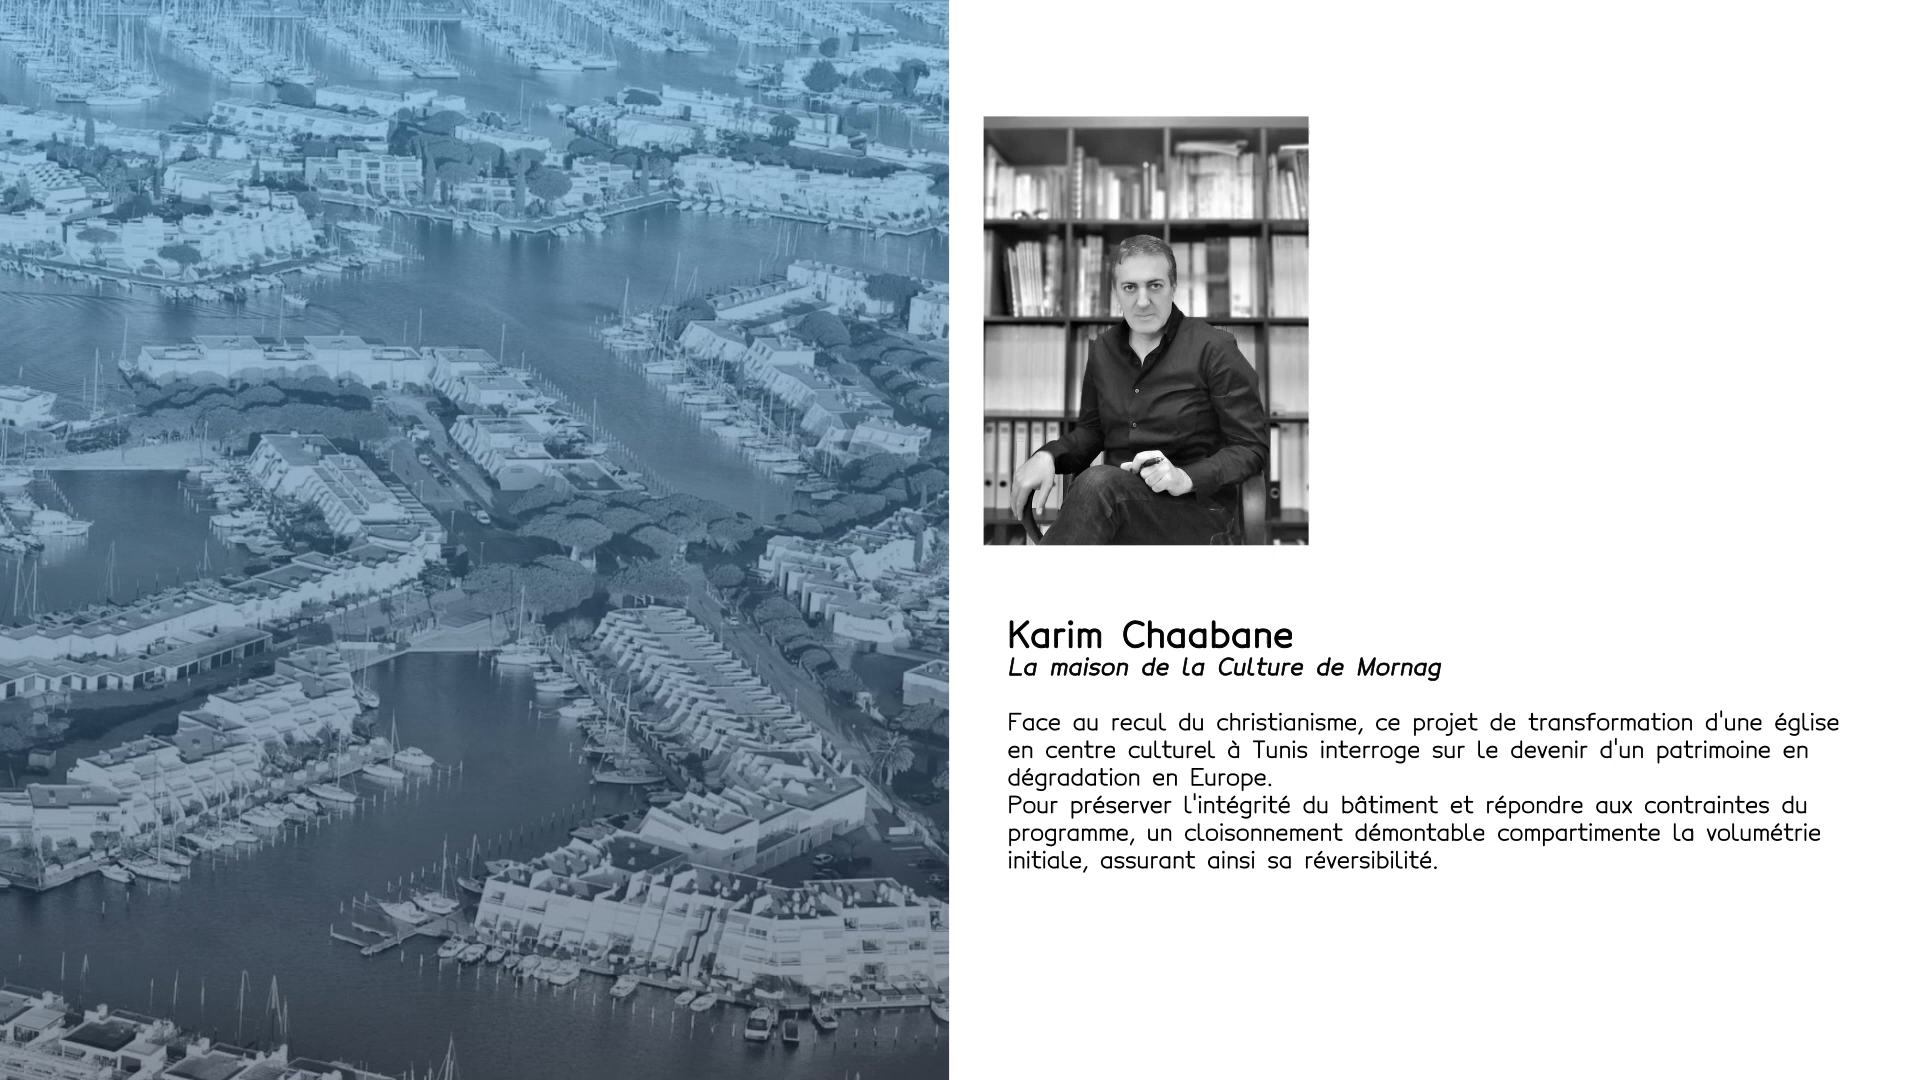 Karim Chaabane
La maison de la Culture de Mornag
Face au recul du christianisme, ce projet de transformation d'une église
en centre culturel à Tunis interroge sur le devenir d'un patrimoine en
dégradation en Europe.
Pour préserver l'intégrité du bâtiment et répondre aux contraintes du
programme, un cloisonnement démontable compartimente la volumétrie
initiale, assurant ainsi sa réversibilité.